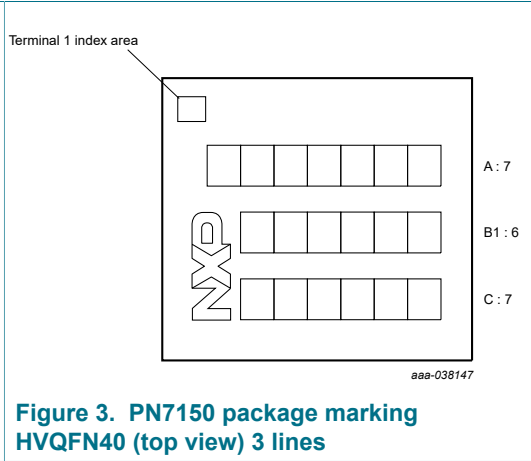 Terminal 1 index area
A : 7
B1 : 6
NXP
C : 7
aaa-038147
Figure 3. PN7150 package marking
HVQFN40 (top view) 3 lines